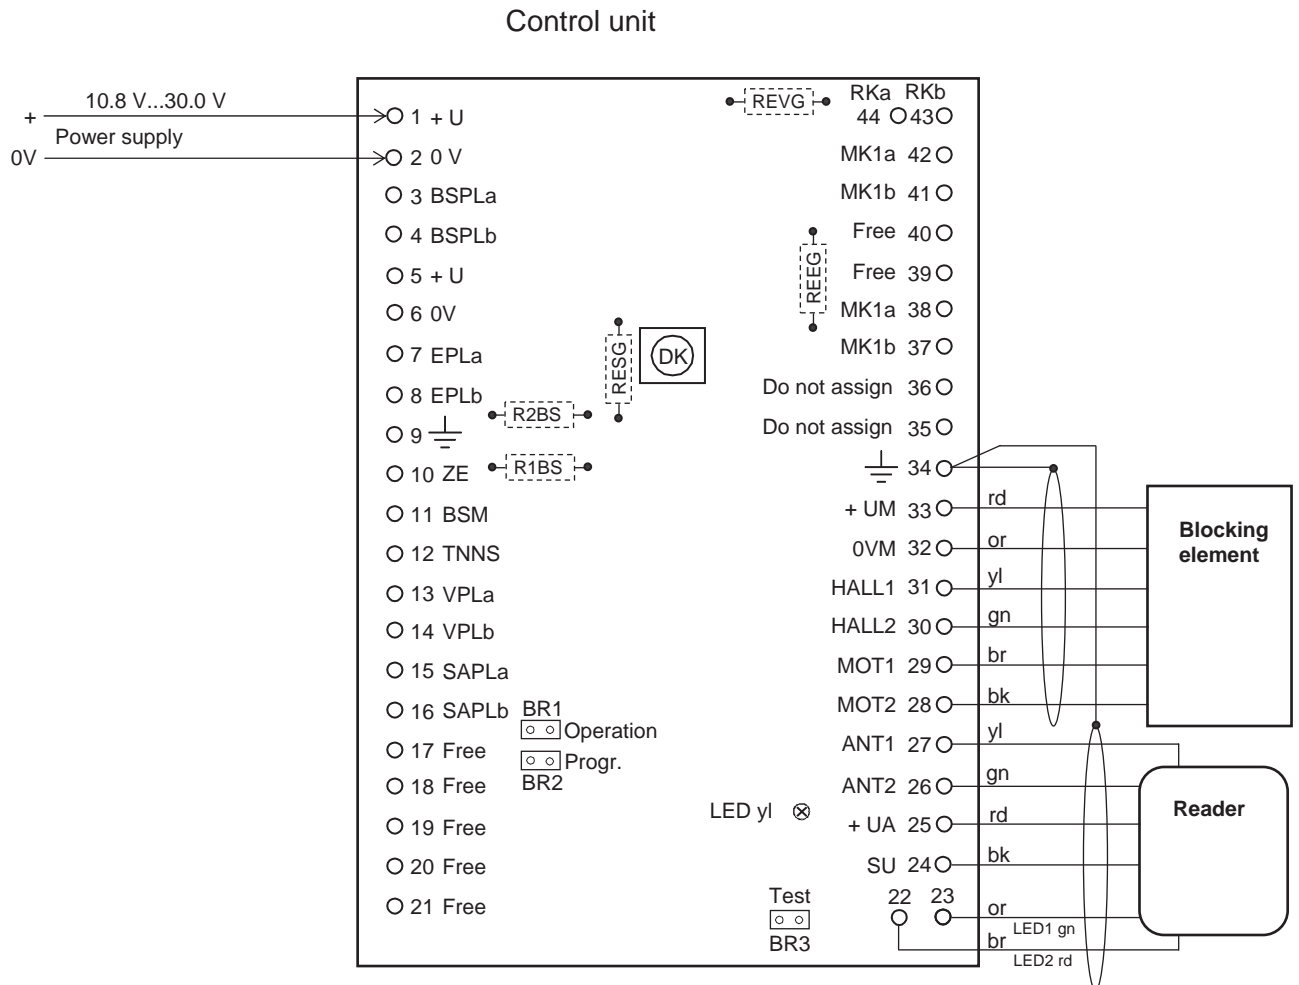 Control unit
10.8 V...30.0 V
+
Power supply
0V
1 + U
2 0 V
3 BSPLa
4 BSPLb
5 + U
6 0V
7 EPLa
8 EPLb
9
10 ZE
11 BSM
12 TNNS
13 VPLa
14 VPLb
15 SAPLa
16 SAPLb
17 Free
18 Free
19 Free
20 Free
21 Free
R2BS
R1BS
RESG
DK
BR1
Operation
Progr.
BR2
REVG
REEG
LED yl
Test
BR3
RKa RKb
44 43
MK1a 42
MK1b 41
Free 40
Free 39
MK1a 38
MK1b 37
Do not assign 36
Do not assign 35
34
+ UM 33
0VM 32
HALL1 31
HALL2 30
MOT1 29
MOT2 28
ANT1 27
ANT2 26
+ UA 25
SU 24
22 23
rd
or
yl
gn
br
bk
yl
gn
rd
bk
or
LED1 gn
br
LED2 rd
Blocking
element
Reader